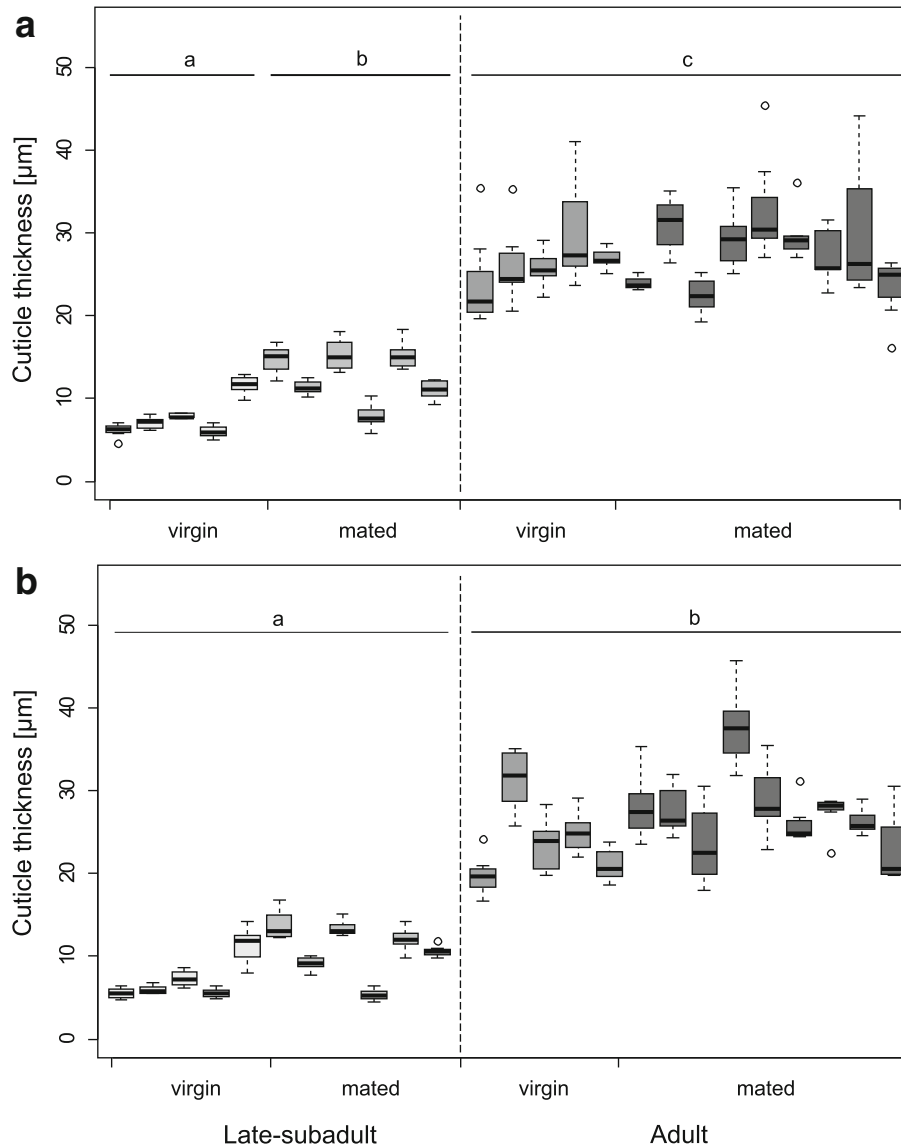 a
a b c
Cuticle thickness [µm]
50
40
30
20
10
0
virgin mated virgin mated
b
a b
Cuticle thickness [µm]
50
40
30
20
10
0
virgin mated virgin mated
Late-subadult Adult